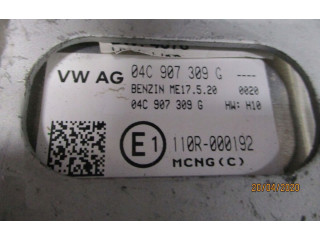 VW AG 04C 907 309 G ----
BENZIN ME17.5.20 0020
04C 907 309 G HW: H10
E1 110R-000192
MCNG(C)